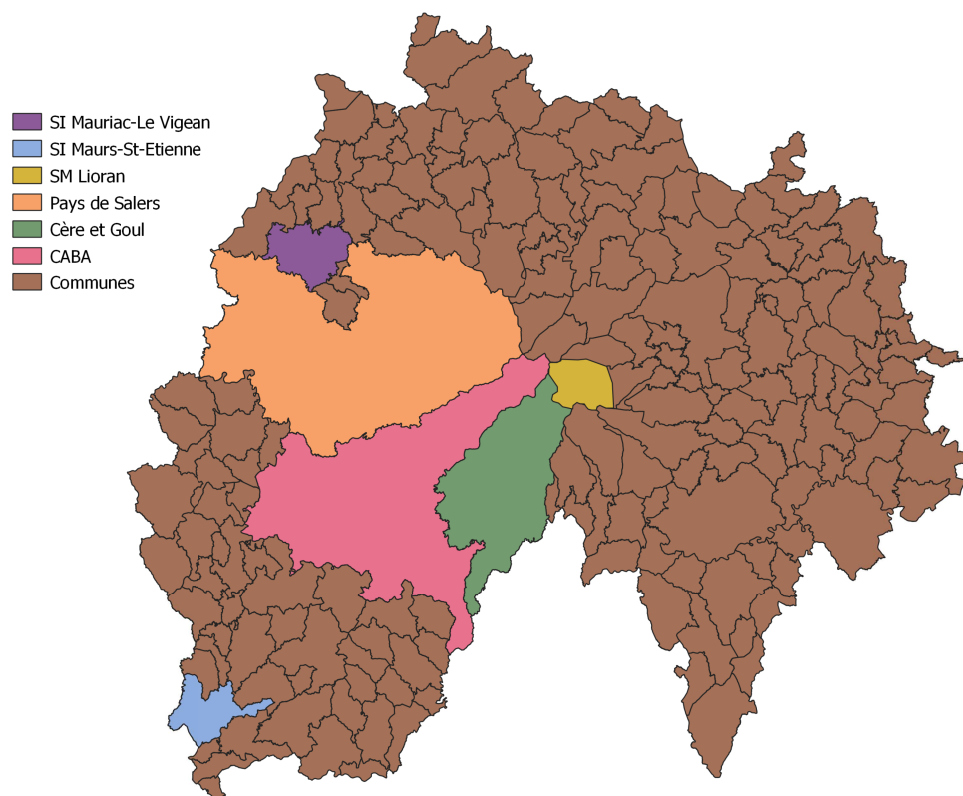 SI Mauriac-Le Vigean
SI Maurs-St-Etienne
SM Lioran
Pays de Salers
Cère et Goul
CABA
Communes